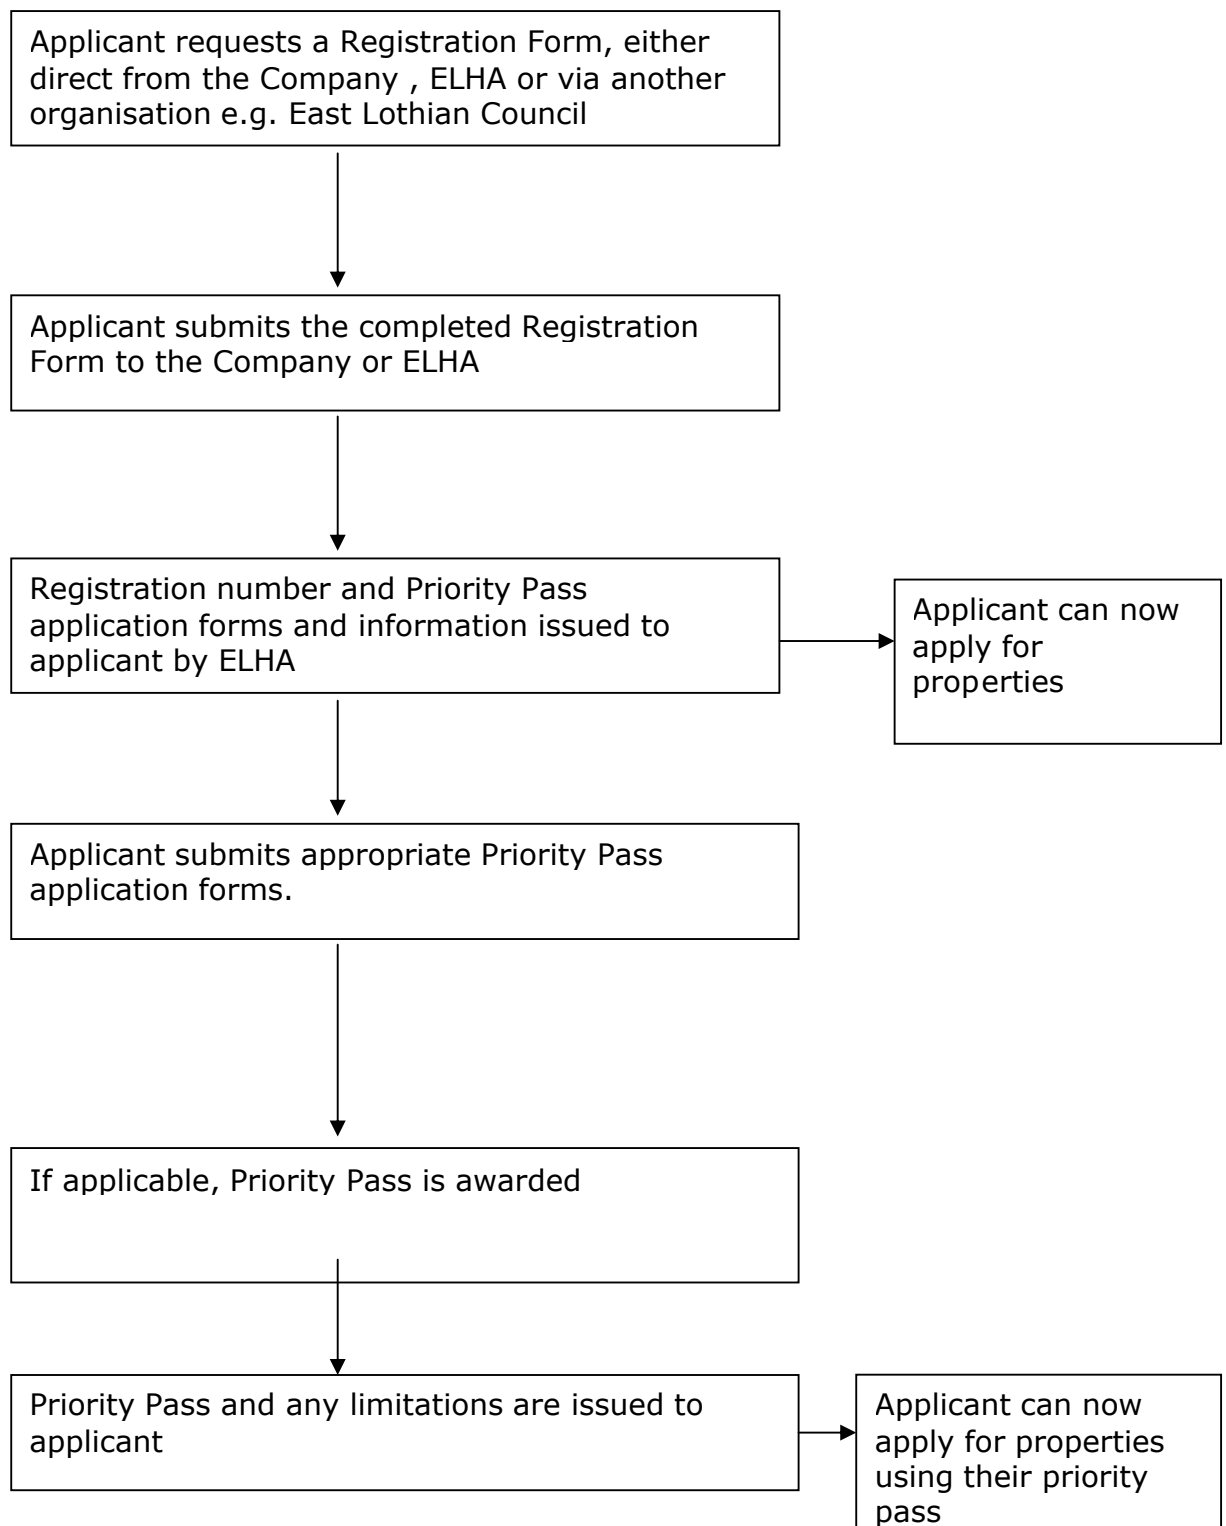 Applicant requests a Registration Form, either
direct from the Company , ELHA or via another
organisation e.g. East Lothian Council
Applicant submits the completed Registration
Form to the Company or ELHA
Registration number and Priority Pass
application forms and information issued to
applicant by ELHA
Applicant can now
apply for
properties
Applicant submits appropriate Priority Pass
application forms.
If applicable, Priority Pass is awarded
Priority Pass and any limitations are issued to
applicant
Applicant can now
apply for properties
using their priority
pass